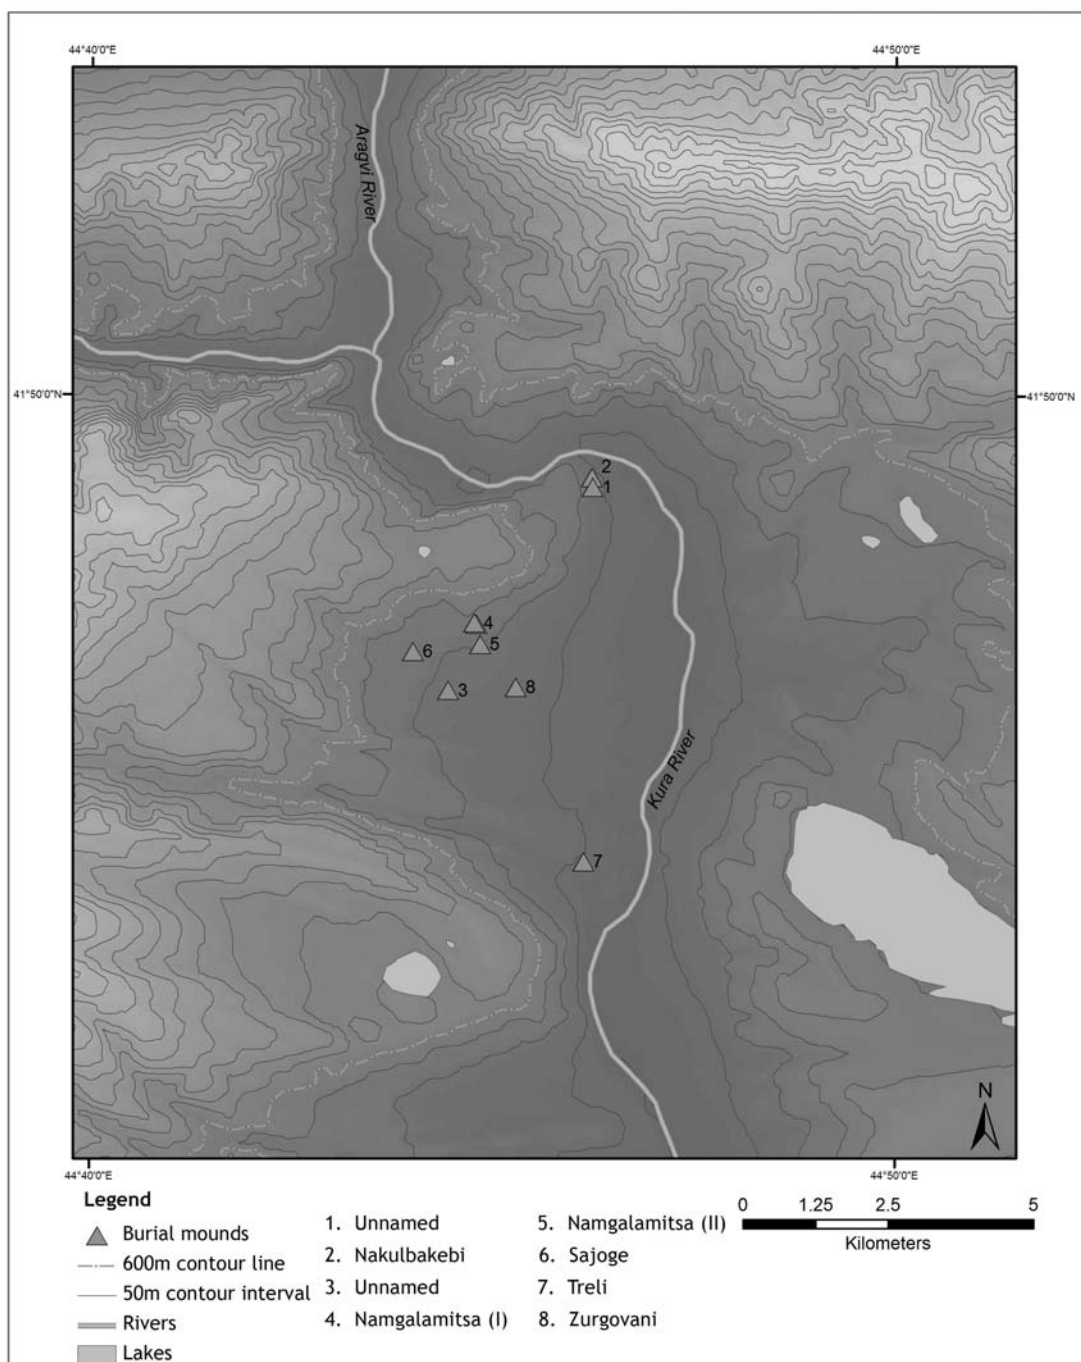 44°40'0"E 44°50'0"E
Aragvi River
41°50'0"N 41°50'0"N
2
1
4
5
6
3
8
Kura River
7
N
44°40'0"E 44°50'0"E
Legend
Burial mounds
600m contour line
50m contour interval
Rivers
Lakes
1. Unnamed
2. Nakulbakebi
3. Unnamed
4. Namgalamitsa (I)
5. Namgalamitsa (II)
6. Sajoge
7. Treli
8. Zurgovani
0 1.25 2.5 5
Kilometers